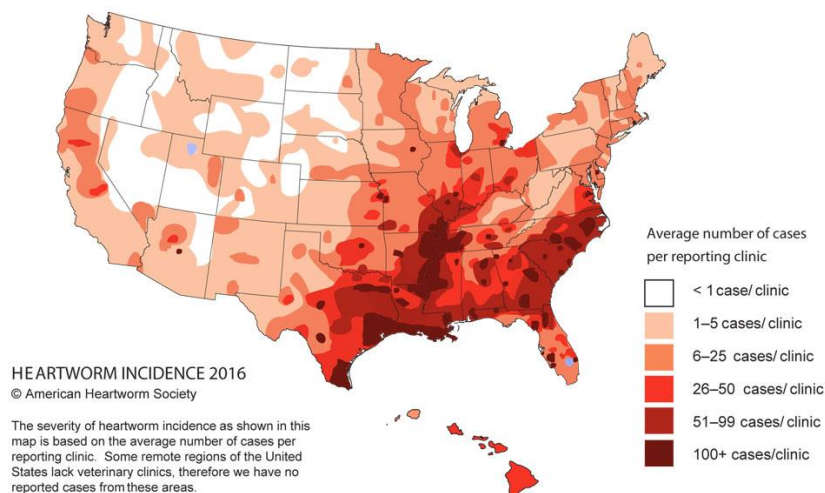 Average number of cases
per reporting clinic
< 1 case/ clinic
1–5 cases/ clinic
6–25 cases/ clinic
26–50 cases/ clinic
51–99 cases/ clinic
100+ cases/clinic
HEARTWORM INCIDENCE 2016
© American Heartworm Society
The severity of heartworm incidence as shown in this
map is based on the average number of cases per
reporting clinic. Some remote regions of the United
States lack veterinary clinics, therefore we have no
reported cases from these areas.